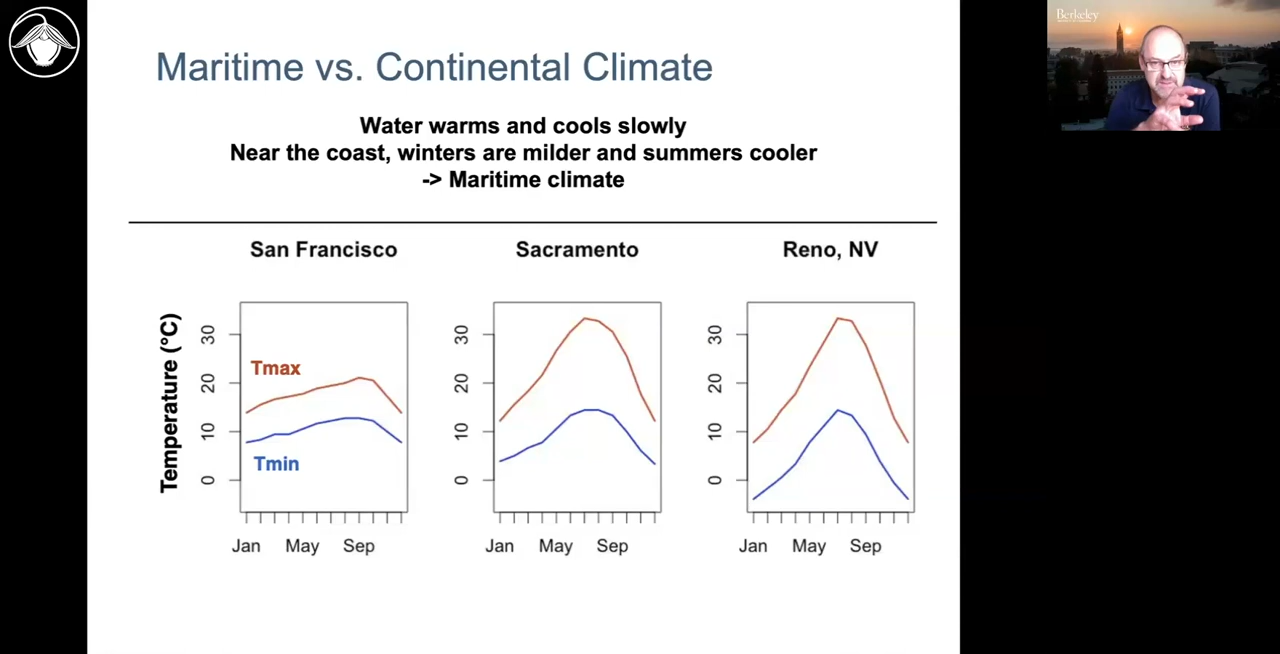 Maritime vs. Continental Climate
Berkeley
Water warms and cools slowly
Near the coast, winters are milder and summers cooler
-> Maritime climate
San Francisco
Sacramento
Reno, NV
Temperature (°C)
30
20
10
0
Tmax
Tmin
Jan May Sep
30
20
10
0
Jan May Sep
30
20
10
0
Jan May Sep